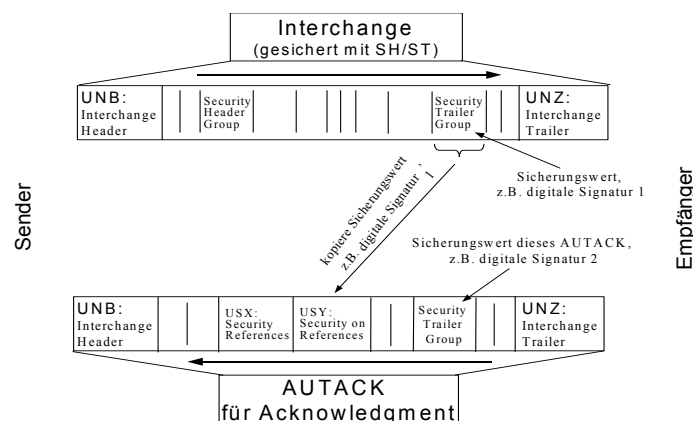 Interchange
(gesichert mit SH/ST)
UNB:
Interchange
Header
Security
Header
Group
Security
Trailer
Group
UNZ:
Interchange
Trailer
Sicherungswert,
z.B. digitale Signatur 1
kopiere Sicherungswert ,
z.B. digitale Signatur 1
Sender
Empfänger
Sicherungswert dieses AUTACK,
z.B. digitale Signatur 2
UNB:
Interchange
Header
USX:
Security
References
USY:
Security on
References
Security
Trailer
Group
UNZ:
Interchange
Trailer
AUTACK
für Acknowledgment